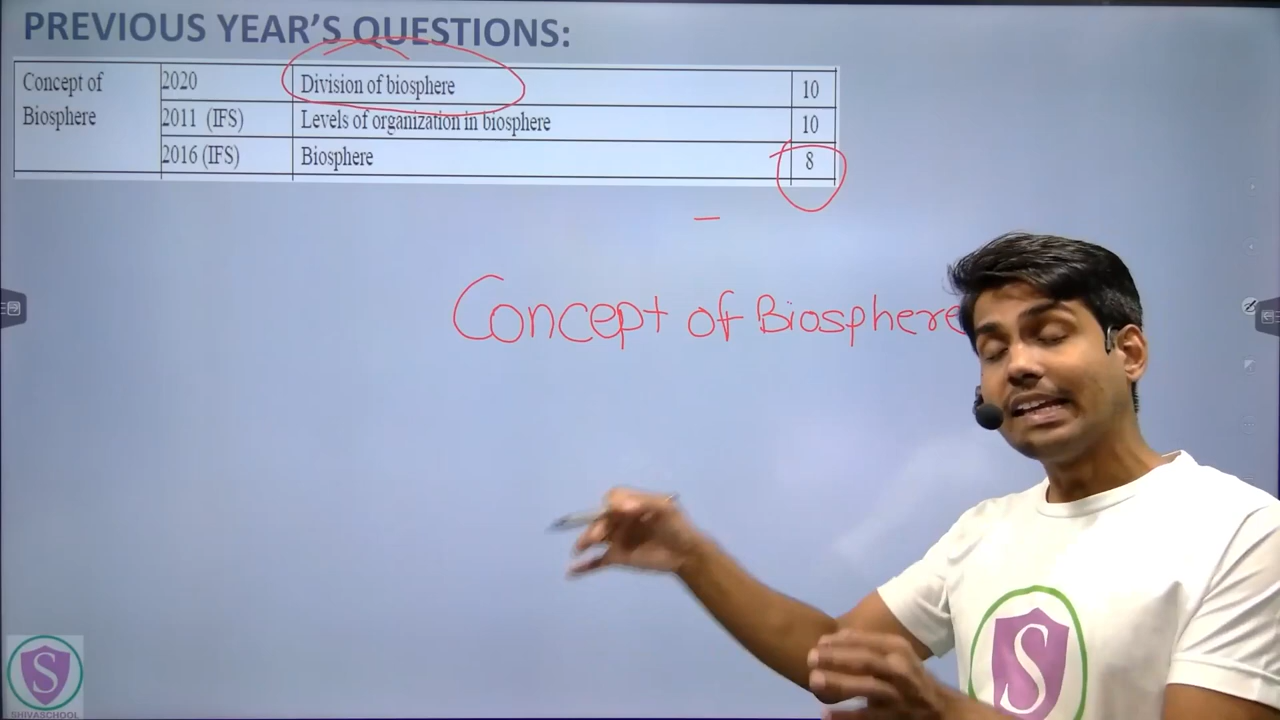 PREVIOUS YEAR'S QUESTIONS:
Concept of Biosphere
2020 Division of biosphere 10
2011 (IFS) Levels of organization in biosphere 10
2016 (IFS) Biosphere 8
Concept of Biosphere
S
S
SHIVASCHOOL